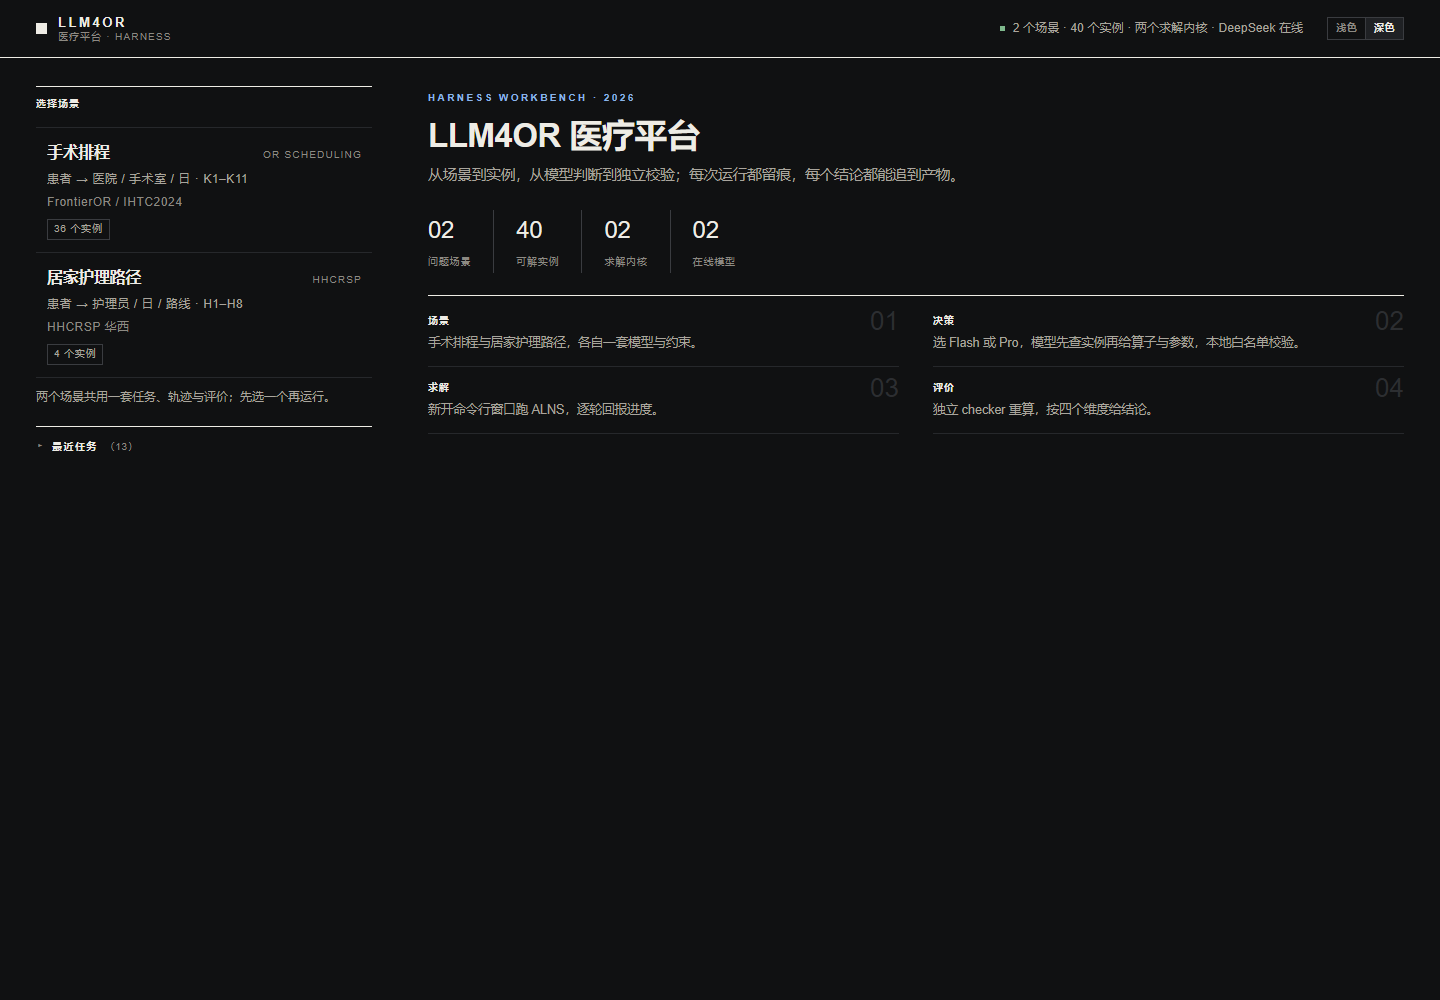 LLM4OR
医疗平台 · HARNESS
2 个场景 · 40 个实例 · 两个求解内核 · DeepSeek 在线
浅色 深色
选择场景
手术排程 OR SCHEDULING
患者 → 医院 / 手术室 / 日 · K1–K11
FrontierOR / IHTC2024
36 个实例
居家护理路径 HHCRSP
患者 → 护理员 / 日 / 路线 · H1–H8
HHCRSP 华西
4 个实例
两个场景共用一套任务、轨迹与评价；先选一个再运行。
最近任务 （13）
HARNESS WORKBENCH · 2026
LLM4OR 医疗平台
从场景到实例，从模型判断到独立校验；每次运行都留痕，每个结论都能追到产物。
02 40 02 02
问题场景 可解实例 求解内核 在线模型
场景 01
手术排程与居家护理路径，各自一套模型与约束。
决策 02
选 Flash 或 Pro，模型先查实例再给算子与参数，本地白名单校验。
求解 03
新开命令行窗口跑 ALNS，逐轮回报进度。
评价 04
独立 checker 重算，按四个维度给结论。